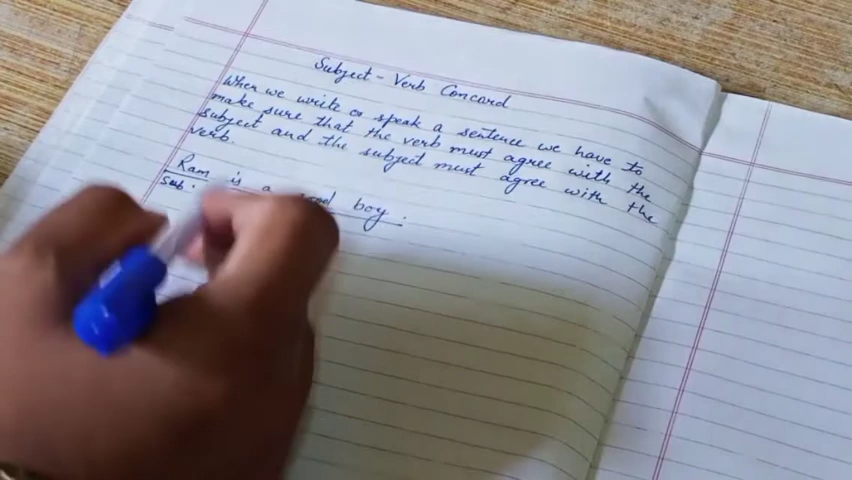 Subject - Verb Concord
When we write or speak a sentence we have to
make sure that the verb must agree with the
subject and the subject must agree with the
verb.
Ram is a good boy.
Sub.